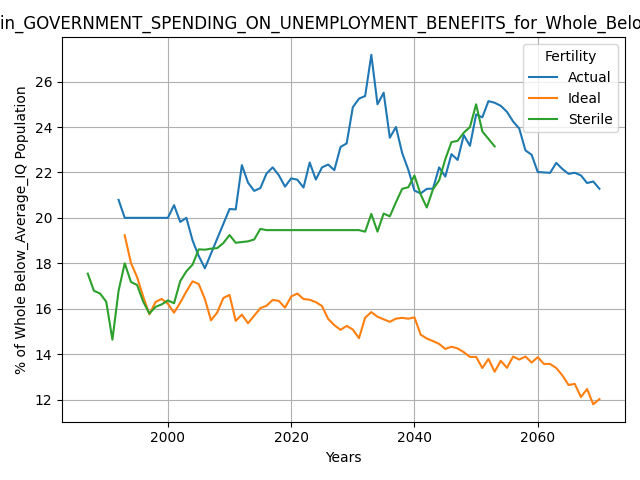 in_GOVERNMENT_SPENDING_ON_UNEMPLOYMENT_BENEFITS_for_Whole_Belo
Fertility
Actual
Ideal
Sterile
% of Whole Below_Average_IQ Population
26
24
22
20
18
16
14
12
2000
2020
2040
2060
Years